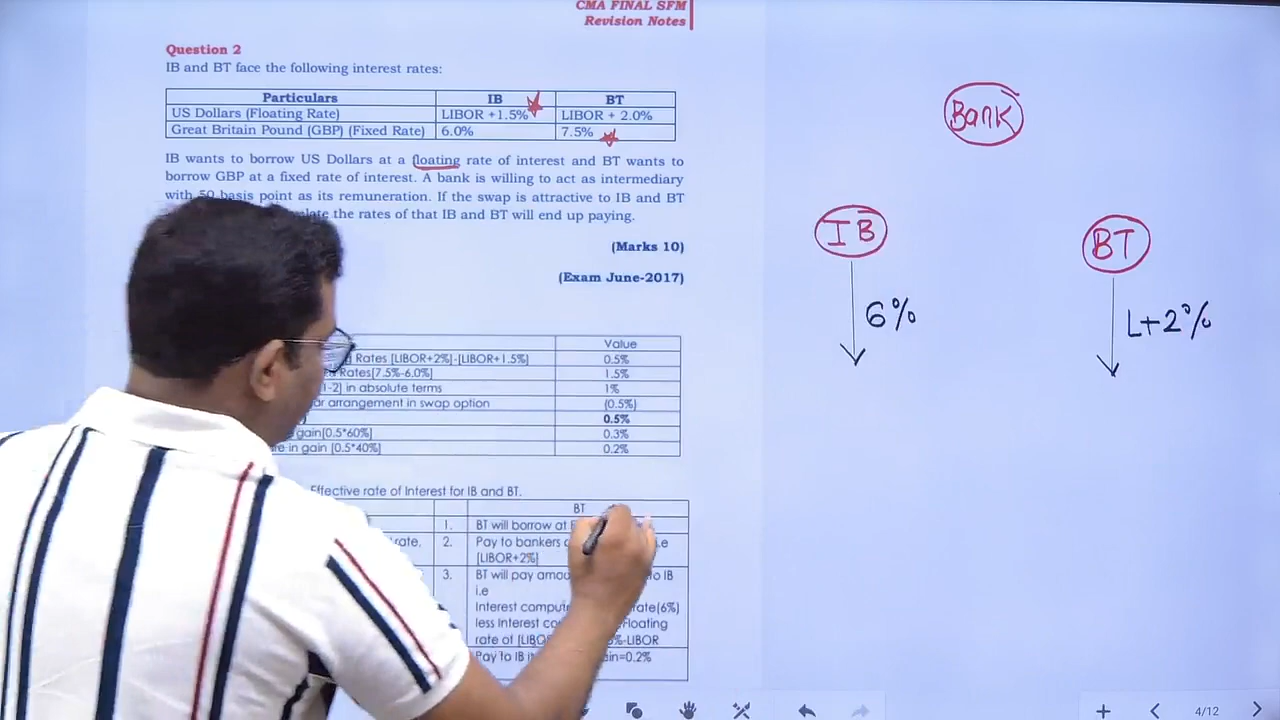 CMA FINAL SFM
Revision Notes
Question 2
IB and BT face the following interest rates:
Particulars IB BT
US Dollars (Floating Rate) LIBOR +1.5% LIBOR + 2.0%
Great Britain Pound (GBP) (Fixed Rate) 6.0% 7.5%
IB wants to borrow US Dollars at a floating rate of interest and BT wants to
borrow GBP at a fixed rate of interest. A bank is willing to act as intermediary
with 50 basis point as its remuneration. If the swap is attractive to IB and BT
the rates of that IB and BT will end up paying.
(Marks 10)
(Exam June-2017)
Value
Rates [LIBOR+2%]-[LIBOR+1.5%] 0.5%
Rates[7.5%-6.0%] 1.5%
in absolute terms 1%
arrangement in swap option (0.5%)
0.5%
gain[0.5*60%] 0.3%
in gain [0.5*40%] 0.2%
Effective rate of Interest for IB and BT.
BT
1. BT will borrow at
rate. 2. Pay to bankers
[LIBOR+2%]
3. BT will pay to IB
i.e
Interest
less Interest Floating
rate of
Pay to IB
Bank
IB
BT
6%
L+2%
4/12